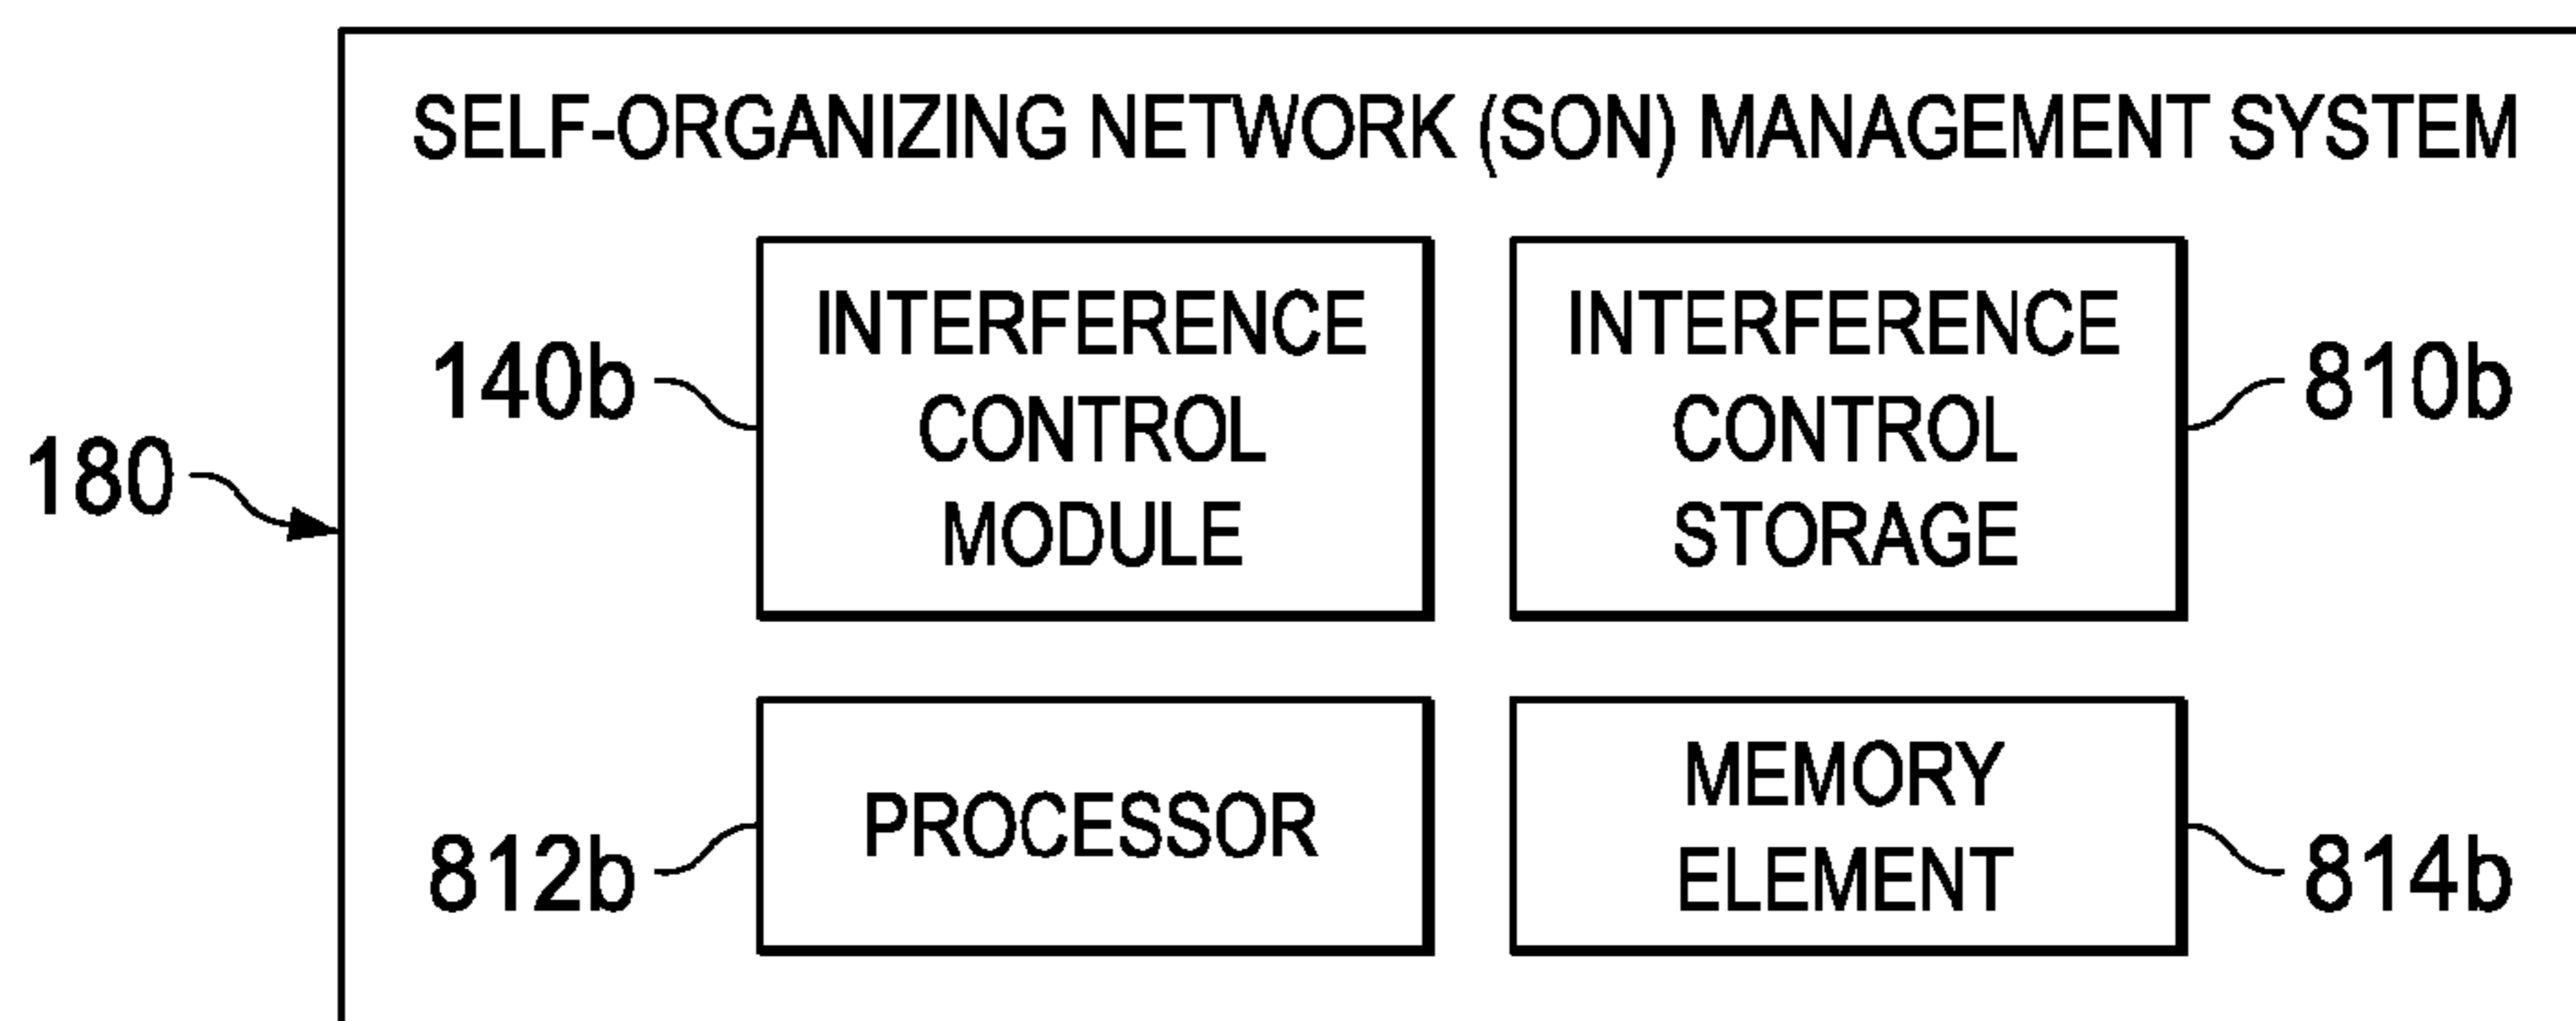 SELF-ORGANIZING NETWORK (SON) MANAGEMENT SYSTEM
INTERFERENCE
CONTROL
MODULE
140b
INTERFERENCE
CONTROL
STORAGE
810b
180
PROCESSOR
812b
MEMORY
ELEMENT
814b